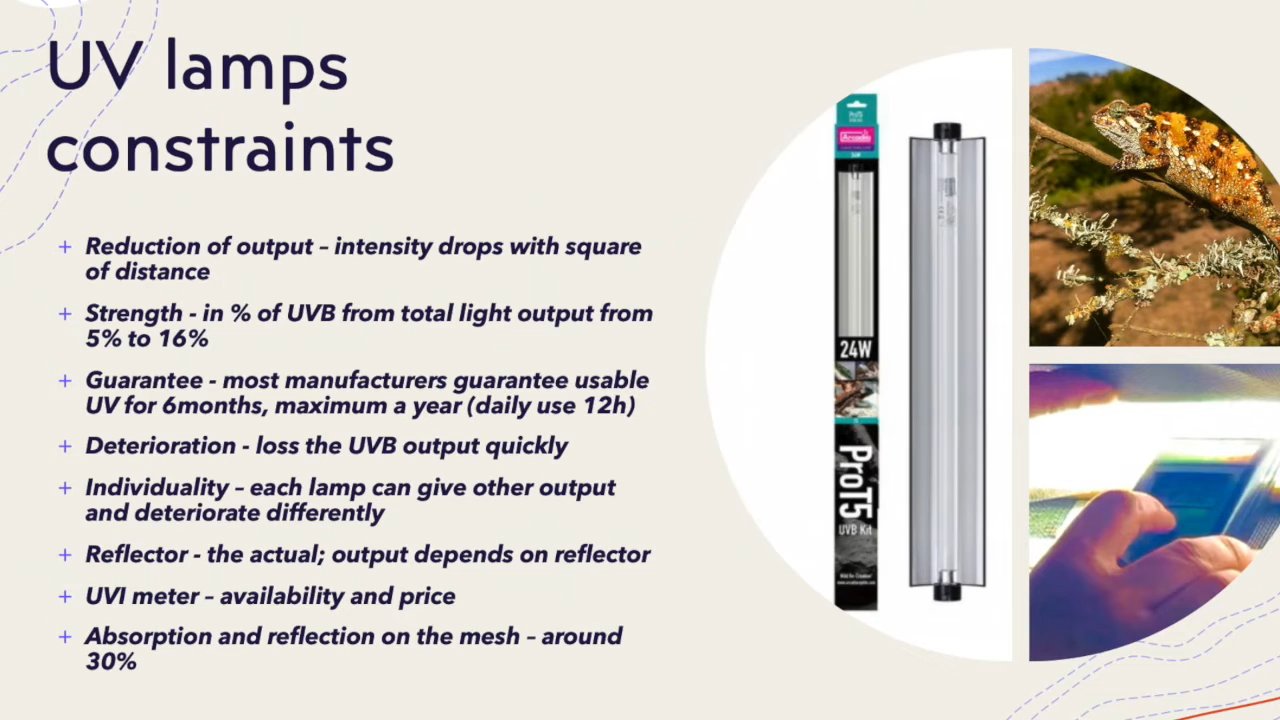 UV lamps
constraints
+ Reduction of output – intensity drops with square
of distance
+ Strength - in % of UVB from total light output from
5% to 16%
+ Guarantee - most manufacturers guarantee usable
UV for 6months, maximum a year (daily use 12h)
+ Deterioration - loss the UVB output quickly
+ Individuality – each lamp can give other output
and deteriorate differently
+ Reflector - the actual; output depends on reflector
+ UVI meter – availability and price
+ Absorption and reflection on the mesh – around
30%
ProT5
Arcadia
24W
24W
ProT5
UVB Kit